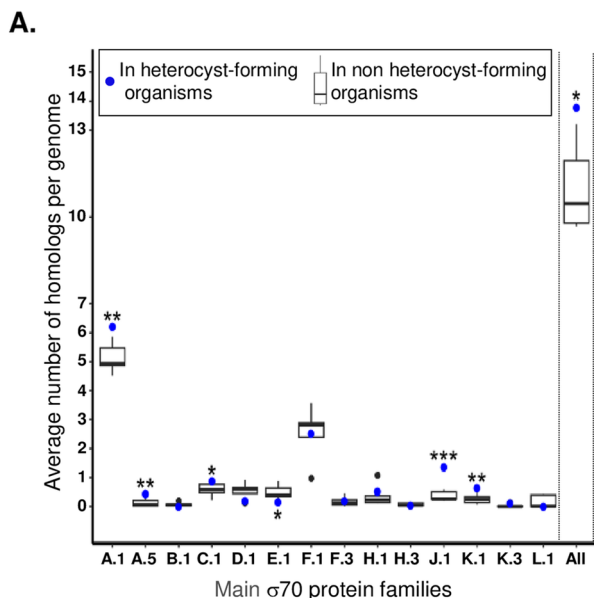 A.
In heterocyst-forming
organisms
In non heterocyst-forming
organisms
Average number of homologs per genome
15
14
13
10
7
6
5
4
3
2
1
0
**
**
*
*
***
**
*
A.1 A.5 B.1 C.1 D.1 E.1 F.1 F.3 H.1 H.3 J.1 K.1 K.3 L.1 All
Main σ70 protein families